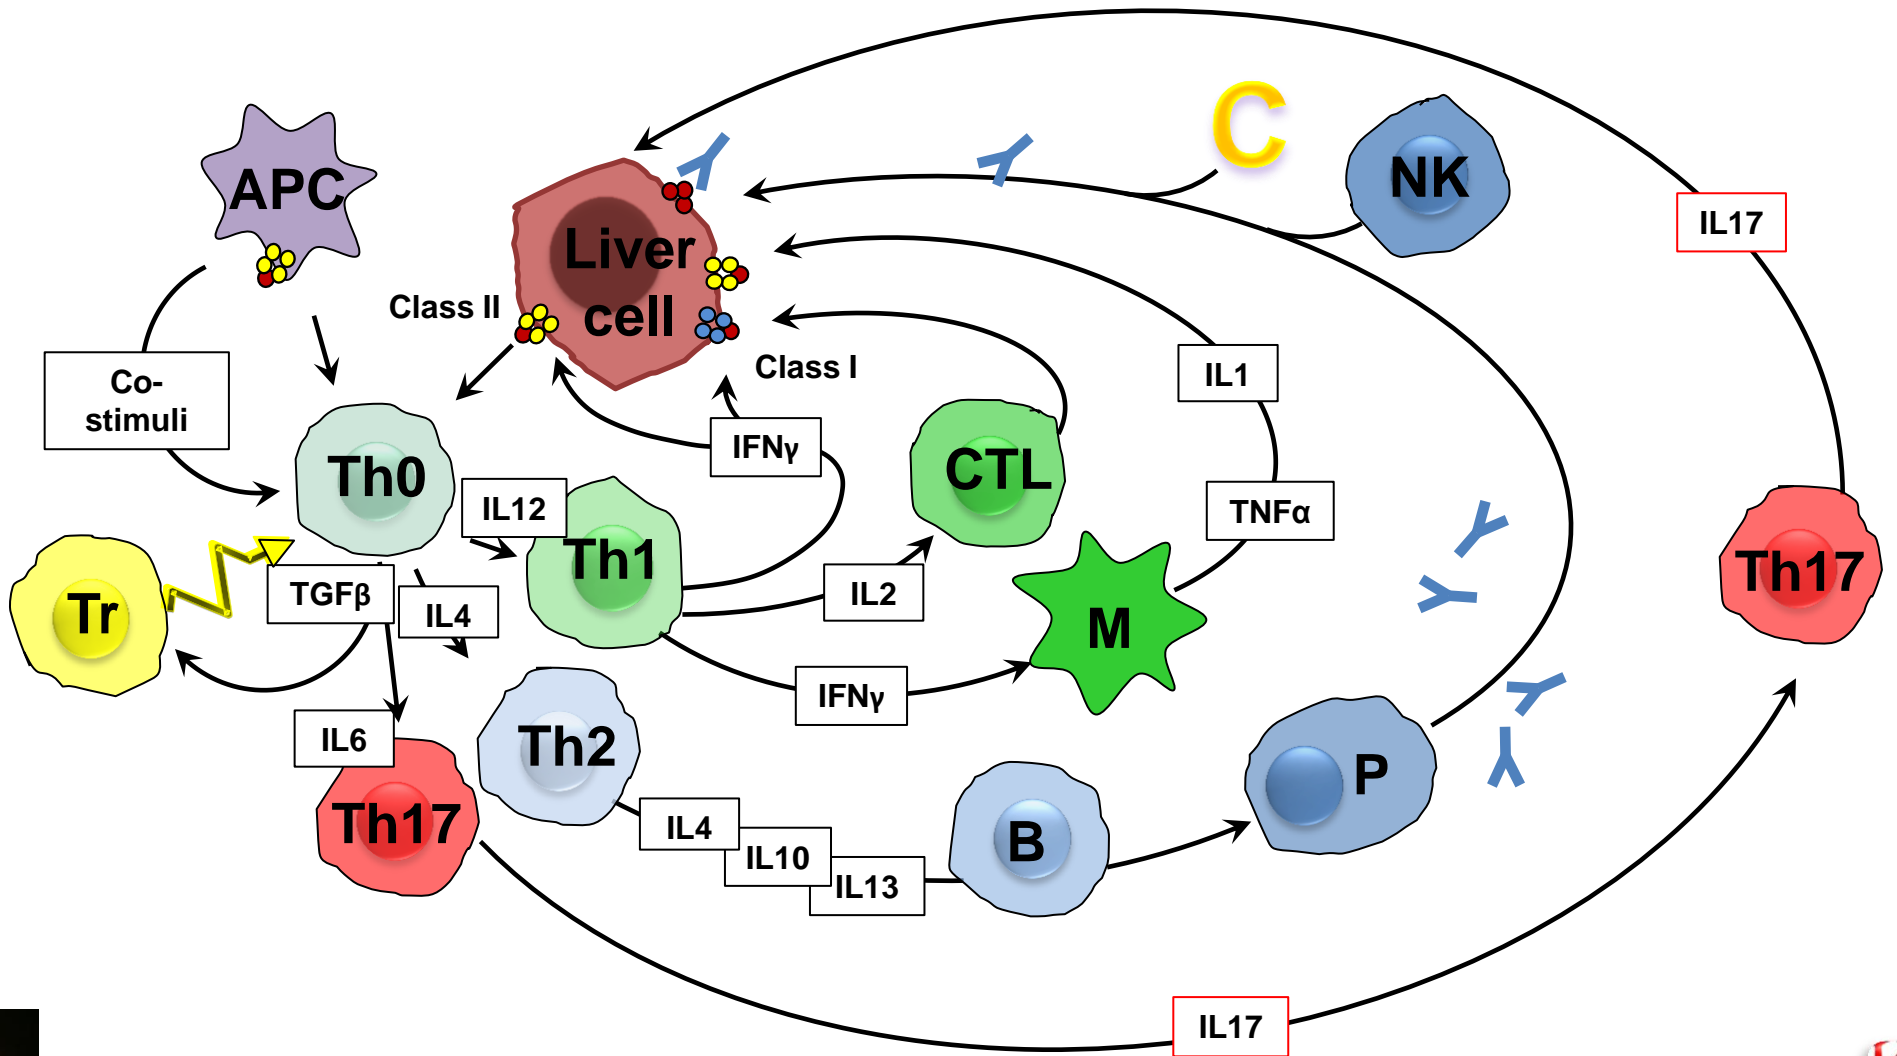 C
NK
APC
IL17
Liver
cell
Class II
Class I
Co-
stimuli
IL1
IFNγ
Th0
CTL
IL12
TNFα
Th1
Th17
TGFβ
IL4
IL2
Tr
M
IFNγ
IL6
Th2
P
Th17
IL4
IL10
IL13
B
IL17